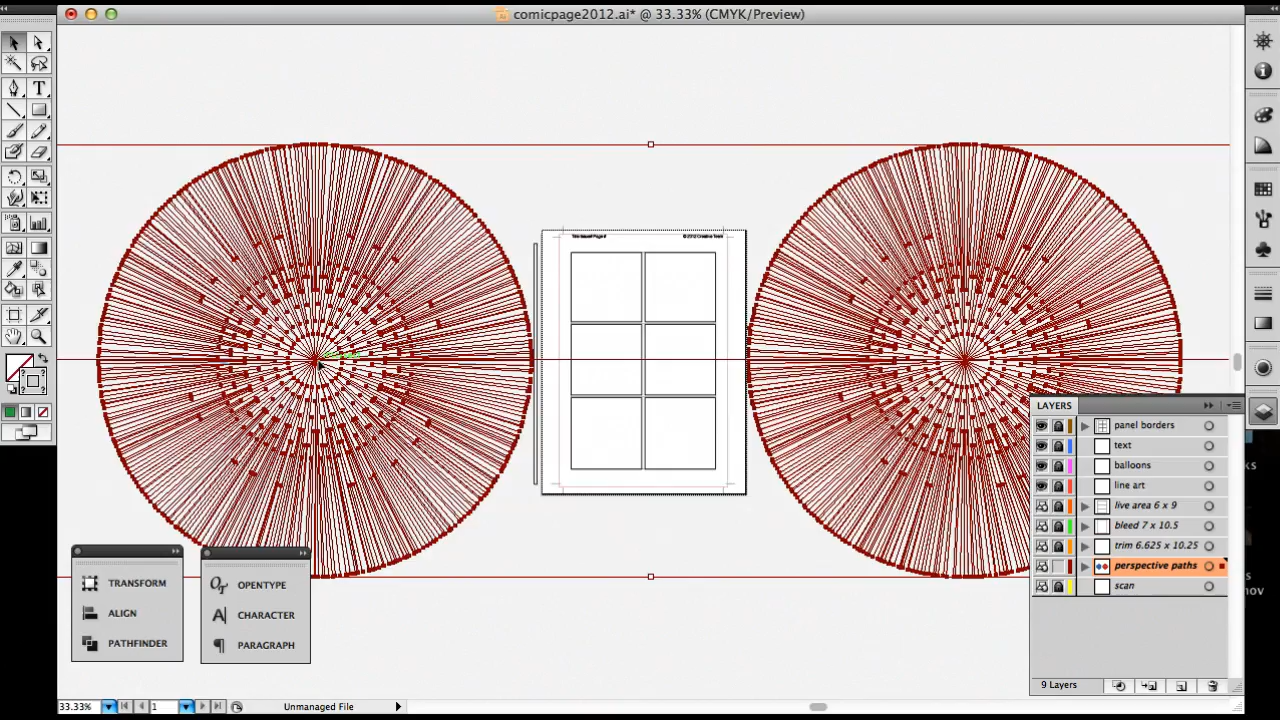 comicpage2012.ai* @ 33.33% (CMYK/Preview)
LAYERS
panel borders
text
balloons
line art
live area 6 x 9
bleed 7 x 10.5
trim 6.625 x 10.25
perspective paths
scan
9 Layers
TRANSFORM
ALIGN
PATHFINDER
OPENTYPE
CHARACTER
PARAGRAPH
33.33%
1
Unmanaged File